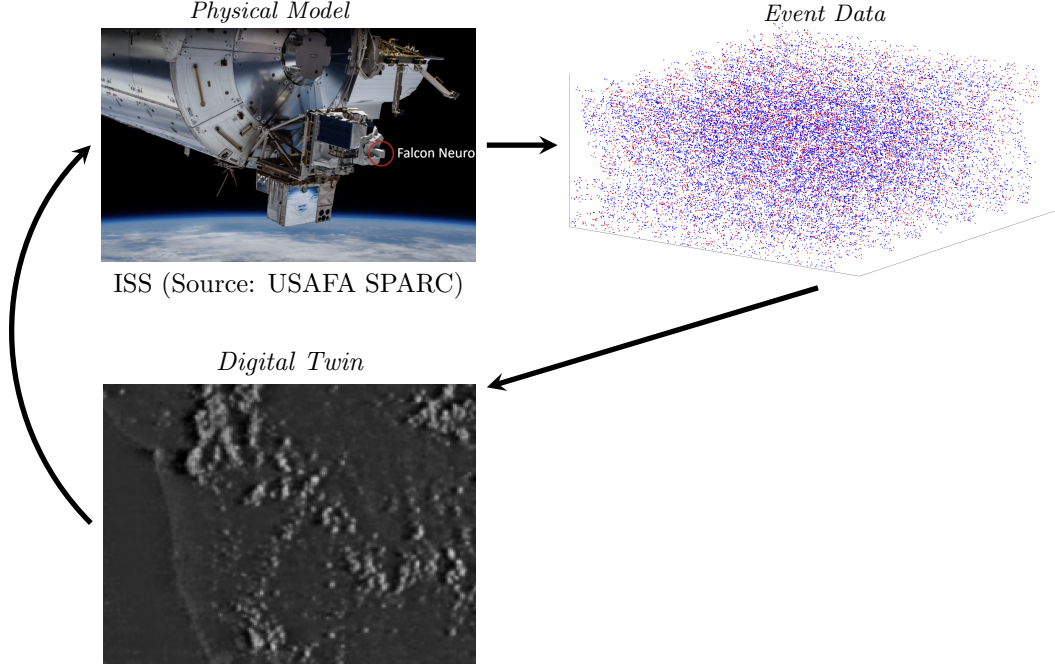 Physical Model
Event Data
Falcon Neuro
ISS (Source: USAFA SPARC)
Digital Twin